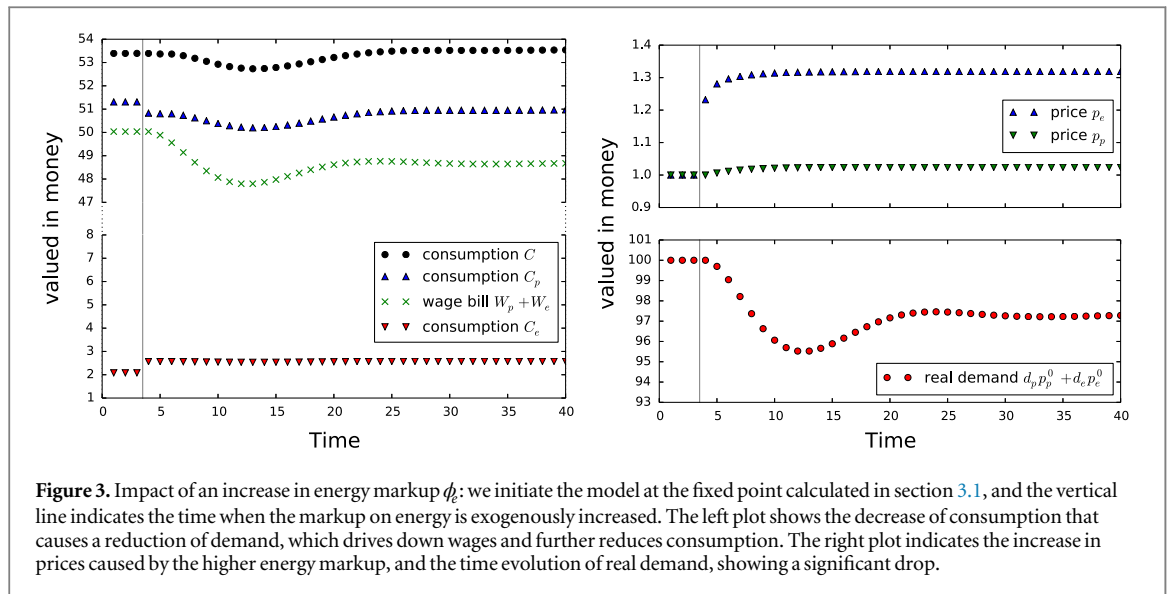 54
53
52
51
50
49
48
47
8
7
6
5
4
3
2
1
valued in money
consumption C
consumption C_p
wage bill W_p + W_e
consumption C_e
0 5 10 15 20 25 30 35 40
Time
1.4
1.3
1.2
1.1
1.0
0.9
price p_e
price p_p
valued in money
101
100
99
98
97
96
95
94
93
real demand d_p p_p^0 + d_e p_e^0
0 5 10 15 20 25 30 35 40
Time
Figure 3. Impact of an increase in energy markup ϕ_e: we initiate the model at the fixed point calculated in section 3.1, and the vertical
line indicates the time when the markup on energy is exogenously increased. The left plot shows the decrease of consumption that
causes a reduction of demand, which drives down wages and further reduces consumption. The right plot indicates the increase in
prices caused by the higher energy markup, and the time evolution of real demand, showing a significant drop.